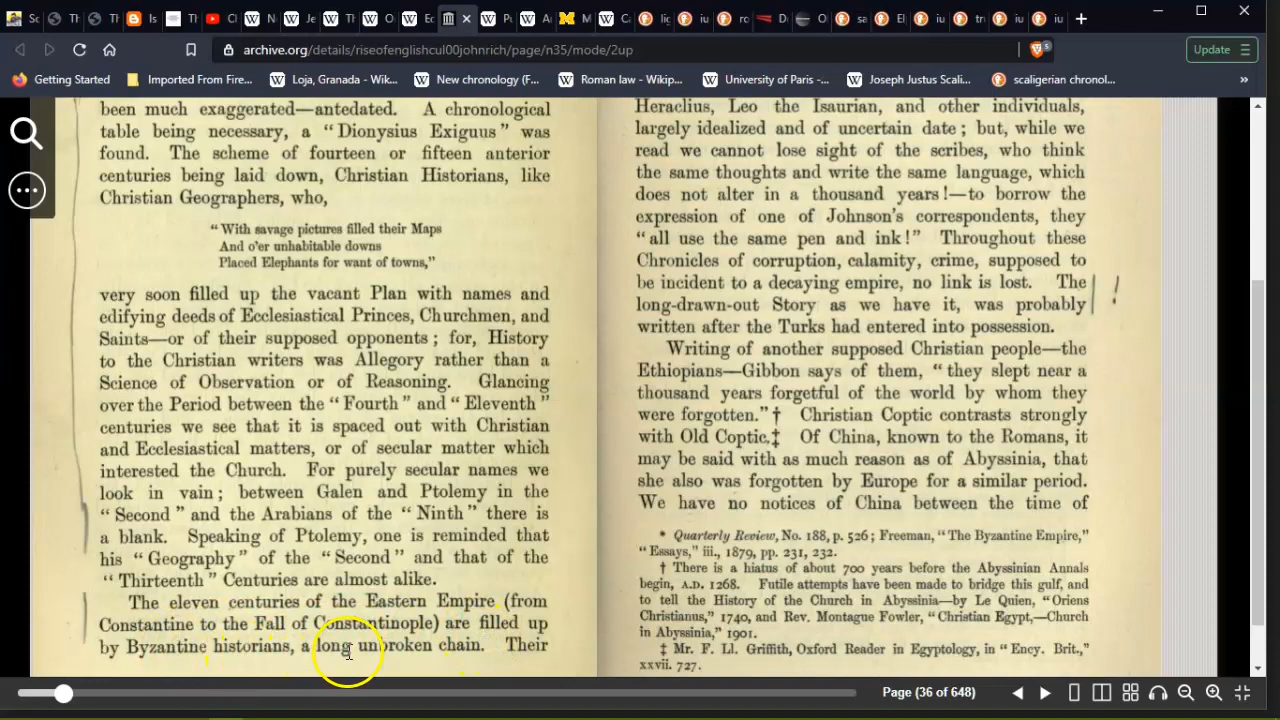 archive.org/details/riseofenglishcul00johnrich/page/n35/mode/2up
Update
Getting Started
Imported From Fire...
Loja, Granada - Wik...
New chronology (F...
Roman law - Wikip...
University of Paris -...
Joseph Justus Scali...
scaligerian chronol...
been much exaggerated—antedated. A chronological
table being necessary, a “Dionysius Exiguus” was
found. The scheme of fourteen or fifteen anterior
centuries being laid down, Christian Historians, like
Christian Geographers, who,
“With savage pictures filled their Maps
And o'er unhabitable downs
Placed Elephants for want of towns,”
very soon filled up the vacant Plan with names and
edifying deeds of Ecclesiastical Princes, Churchmen, and
Saints—or of their supposed opponents; for, History
to the Christian writers was Allegory rather than a
Science of Observation or of Reasoning. Glancing
over the Period between the “Fourth” and “Eleventh”
centuries we see that it is spaced out with Christian
and Ecclesiastical matters, or of secular matter which
interested the Church. For purely secular names we
look in vain; between Galen and Ptolemy in the
“Second” and the Arabians of the “Ninth” there is
a blank. Speaking of Ptolemy, one is reminded that
his “Geography” of the “Second” and that of the
“Thirteenth” Centuries are almost alike.
The eleven centuries of the Eastern Empire (from
Constantine to the Fall of Constantinople) are filled up
by Byzantine historians, a long unbroken chain. Their
Heraclius, Leo the Isaurian, and other individuals,
largely idealized and of uncertain date; but, while we
read we cannot lose sight of the scribes, who think
the same thoughts and write the same language, which
does not alter in a thousand years!—to borrow the
expression of one of Johnson's correspondents, they
“all use the same pen and ink!” Throughout these
Chronicles of corruption, calamity, crime, supposed to
be incident to a decaying empire, no link is lost. The
long-drawn-out Story as we have it, was probably
written after the Turks had entered into possession.
Writing of another supposed Christian people—the
Ethiopians—Gibbon says of them, “they slept near a
thousand years forgetful of the world by whom they
were forgotten.”† Christian Coptic contrasts strongly
with Old Coptic.‡ Of China, known to the Romans, it
may be said with as much reason as of Abyssinia, that
she also was forgotten by Europe for a similar period.
We have no notices of China between the time of
* Quarterly Review, No. 188, p. 526; Freeman, “The Byzantine Empire,”
“Essays,” iii., 1879, pp. 231, 232.
† There is a hiatus of about 700 years before the Abyssinian Annals
begin, A.D. 1268. Futile attempts have been made to bridge this gulf, and
to tell the History of the Church in Abyssinia—by Le Quien, “Oriens
Christianus,” 1740, and Rev. Montague Fowler, “Christian Egypt,—Church
in Abyssinia,” 1901.
‡ Mr. F. Ll. Griffith, Oxford Reader in Egyptology, in “Ency. Brit.,”
xxvii. 727.
Page (36 of 648)